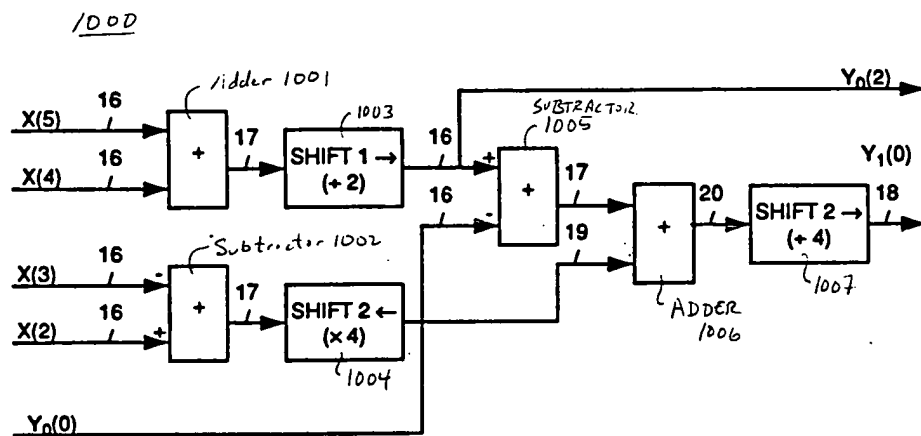 1000
Adder 1001
X(5)
16
+
17
1003
SHIFT 1 →
(÷ 2)
16
Y₀(2)
X(4)
16
SUBTRACTOR
1005
+
+
-
16
17
Y₁(0)
Subtractor 1002
X(3)
16
-
+
17
SHIFT 2 ←
(× 4)
1004
X(2)
16
+
19
+
ADDER
1006
20
SHIFT 2 →
(÷ 4)
1007
18
Y₀(0)